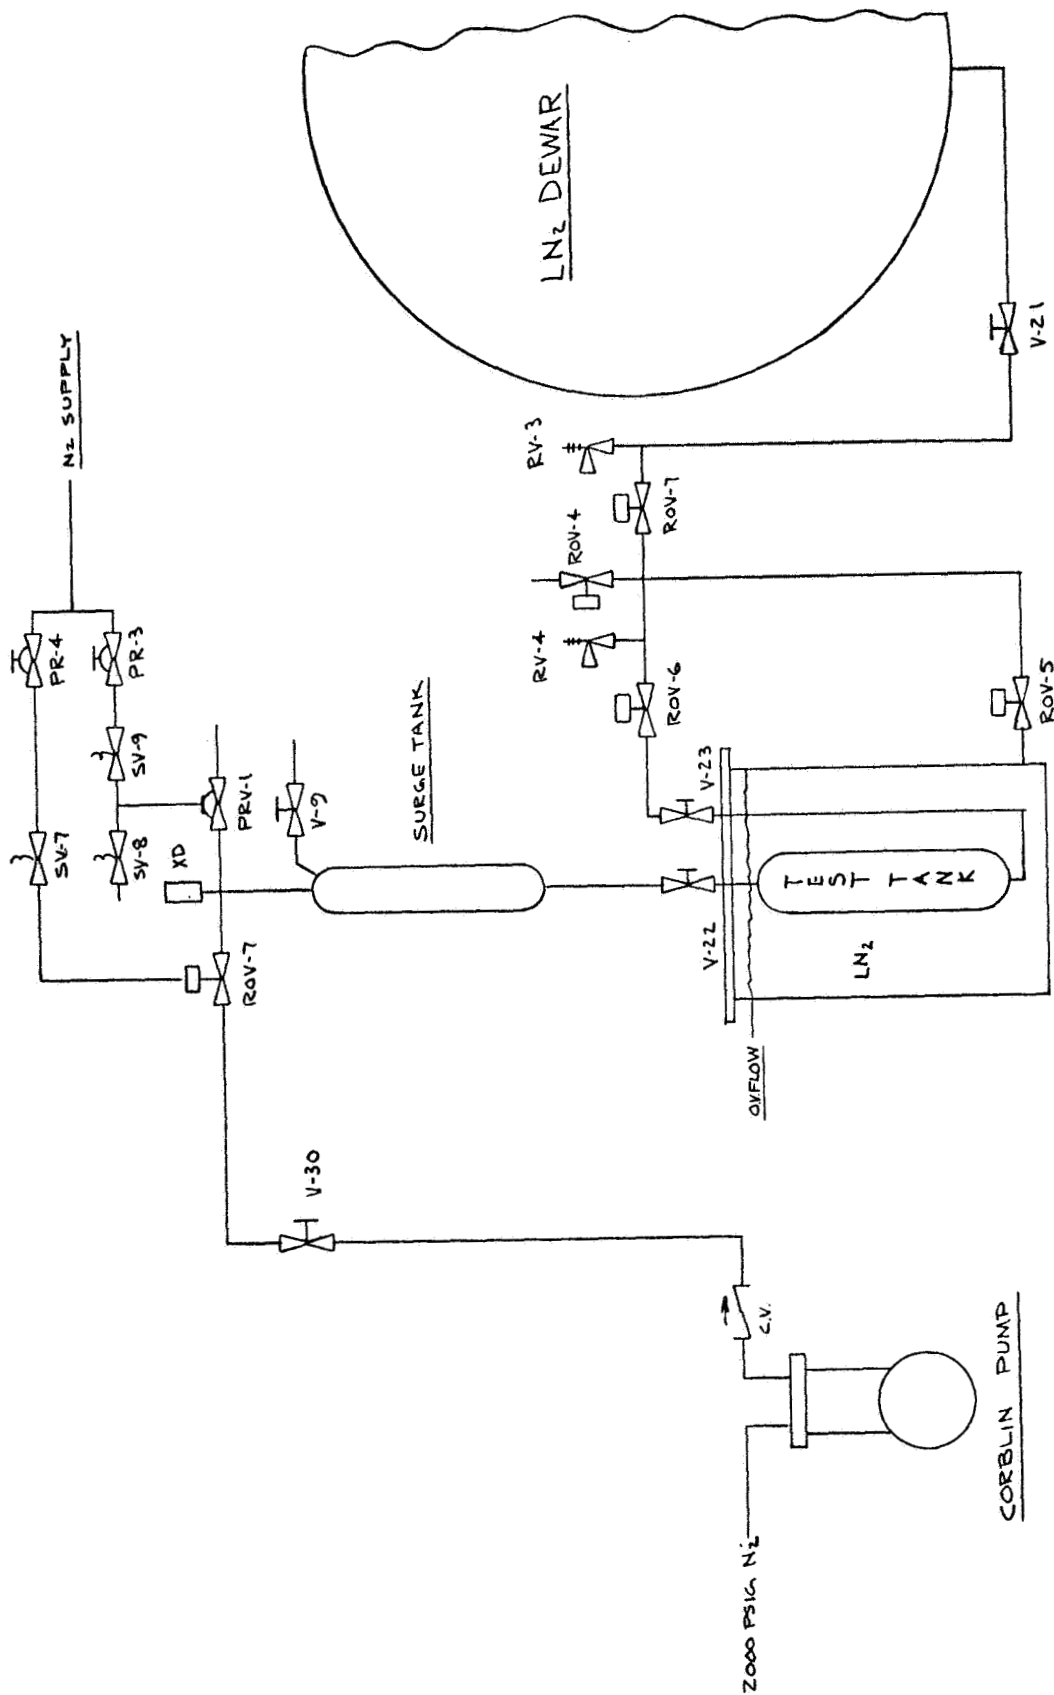 SV-7
PR-4
N₂ SUPPLY
SV-8
SV-9
PR-3
XD
ROV-7
PRV-1
V-30
V-9
SURGE TANK
RV-4
RV-3
LN₂ DEWAR
ROV-4
ROV-6
ROV-7
V-22
V-23
OV.FLOW
2000 PSIG N₂
C.V.
TEST
TANK
LN₂
CORBLIN PUMP
ROV-5
V-21